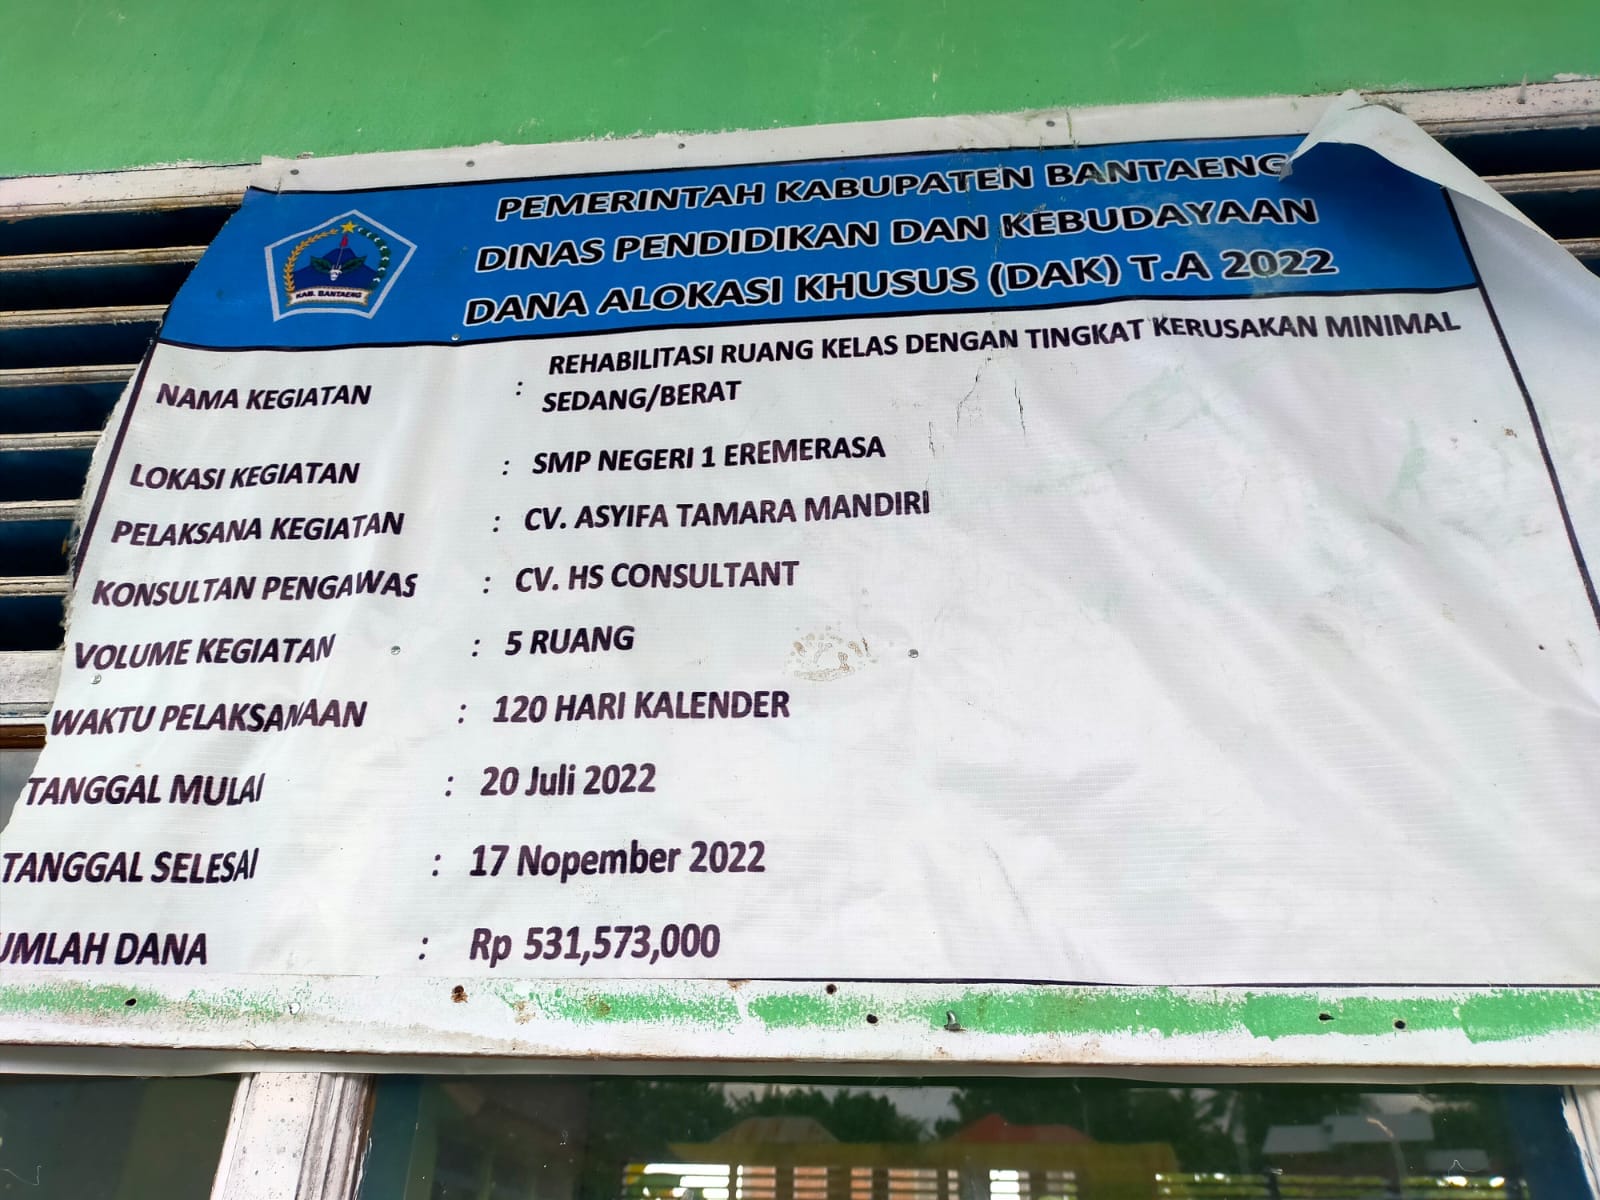 PEMERINTAH KABUPATEN BANTAENG
DINAS PENDIDIKAN DAN KEBUDAYAAN
DANA ALOKASI KHUSUS (DAK) T.A 2022
KAB. BANTAENG
NAMA KEGIATAN : REHABILITASI RUANG KELAS DENGAN TINGKAT KERUSAKAN MINIMAL
SEDANG/BERAT
LOKASI KEGIATAN : SMP NEGERI 1 EREMERASA
PELAKSANA KEGIATAN : CV. ASYIFA TAMARA MANDIRI
KONSULTAN PENGAWAS : CV. HS CONSULTANT
VOLUME KEGIATAN : 5 RUANG
WAKTU PELAKSANAAN : 120 HARI KALENDER
TANGGAL MULAI : 20 Juli 2022
TANGGAL SELESAI : 17 Nopember 2022
UMLAH DANA : Rp 531,573,000